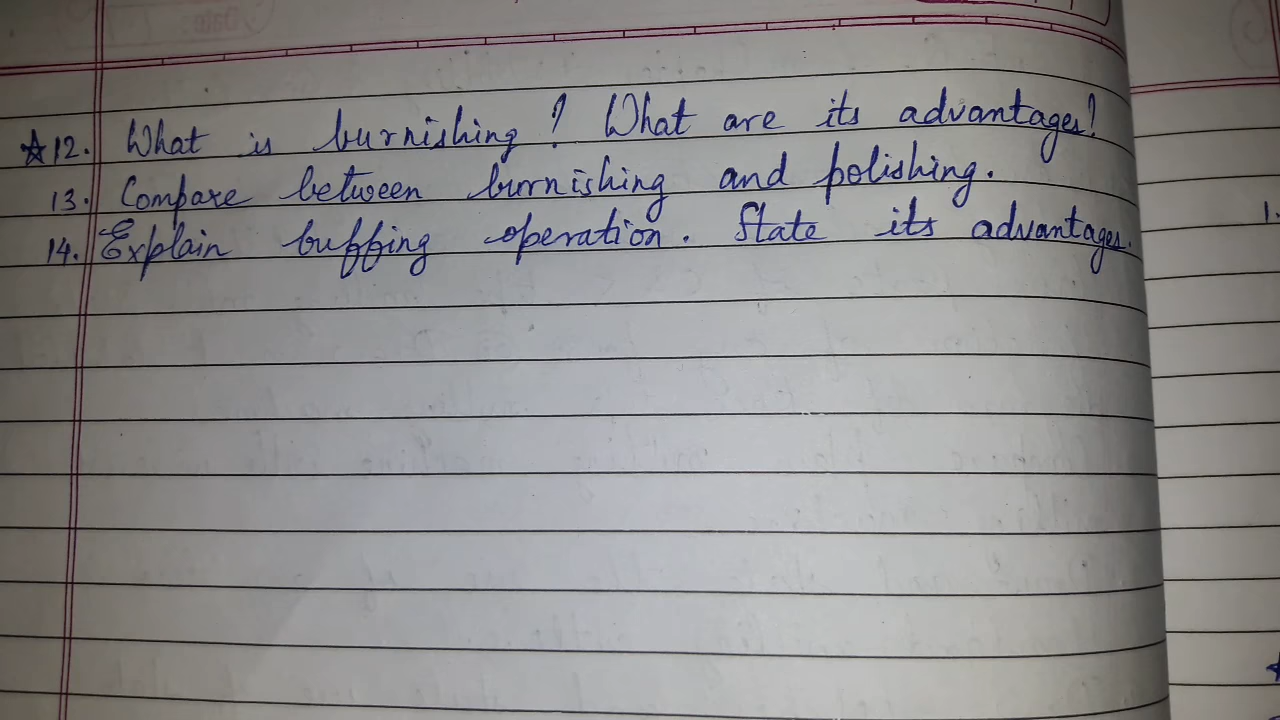 ☆12. What is burnishing? What are its advantages?
13. Compare between burnishing and polishing.
14. Explain buffing operation. State its advantages.